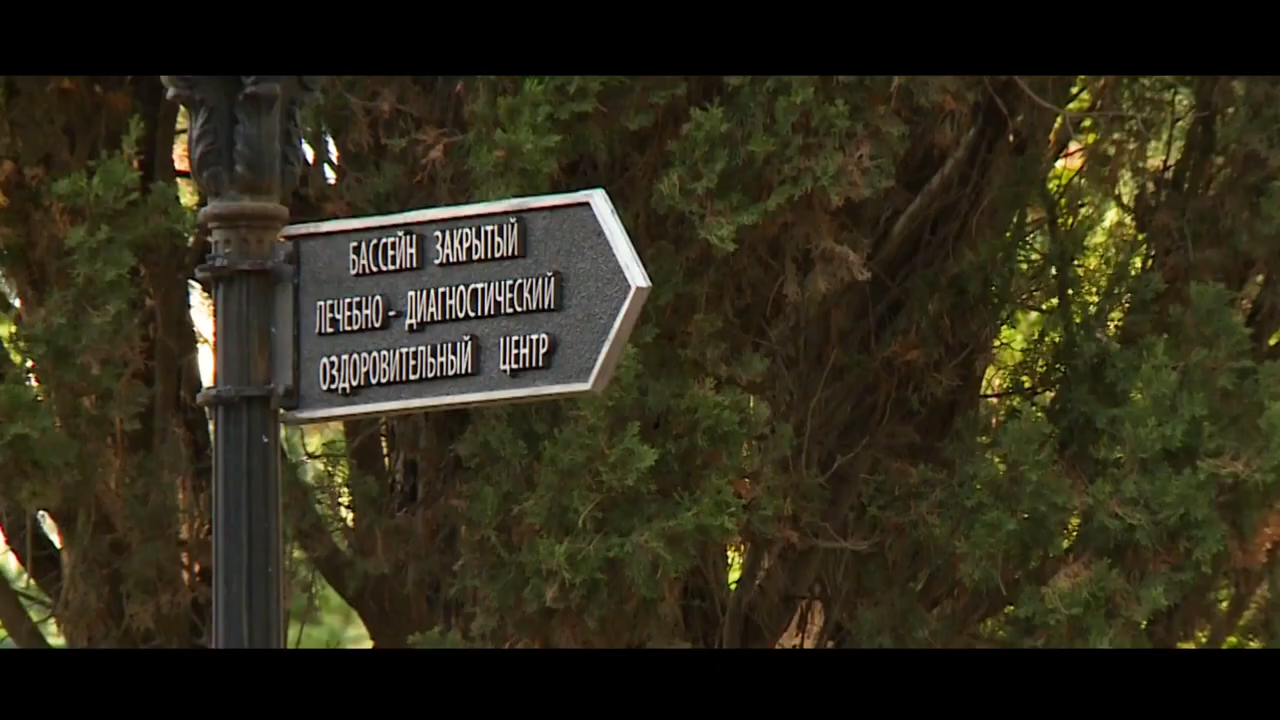 БАССЕЙН ЗАКРЫТЫЙ
ЛЕЧЕБНО - ДИАГНОСТИЧЕСКИЙ
ОЗДОРОВИТЕЛЬНЫЙ ЦЕНТР